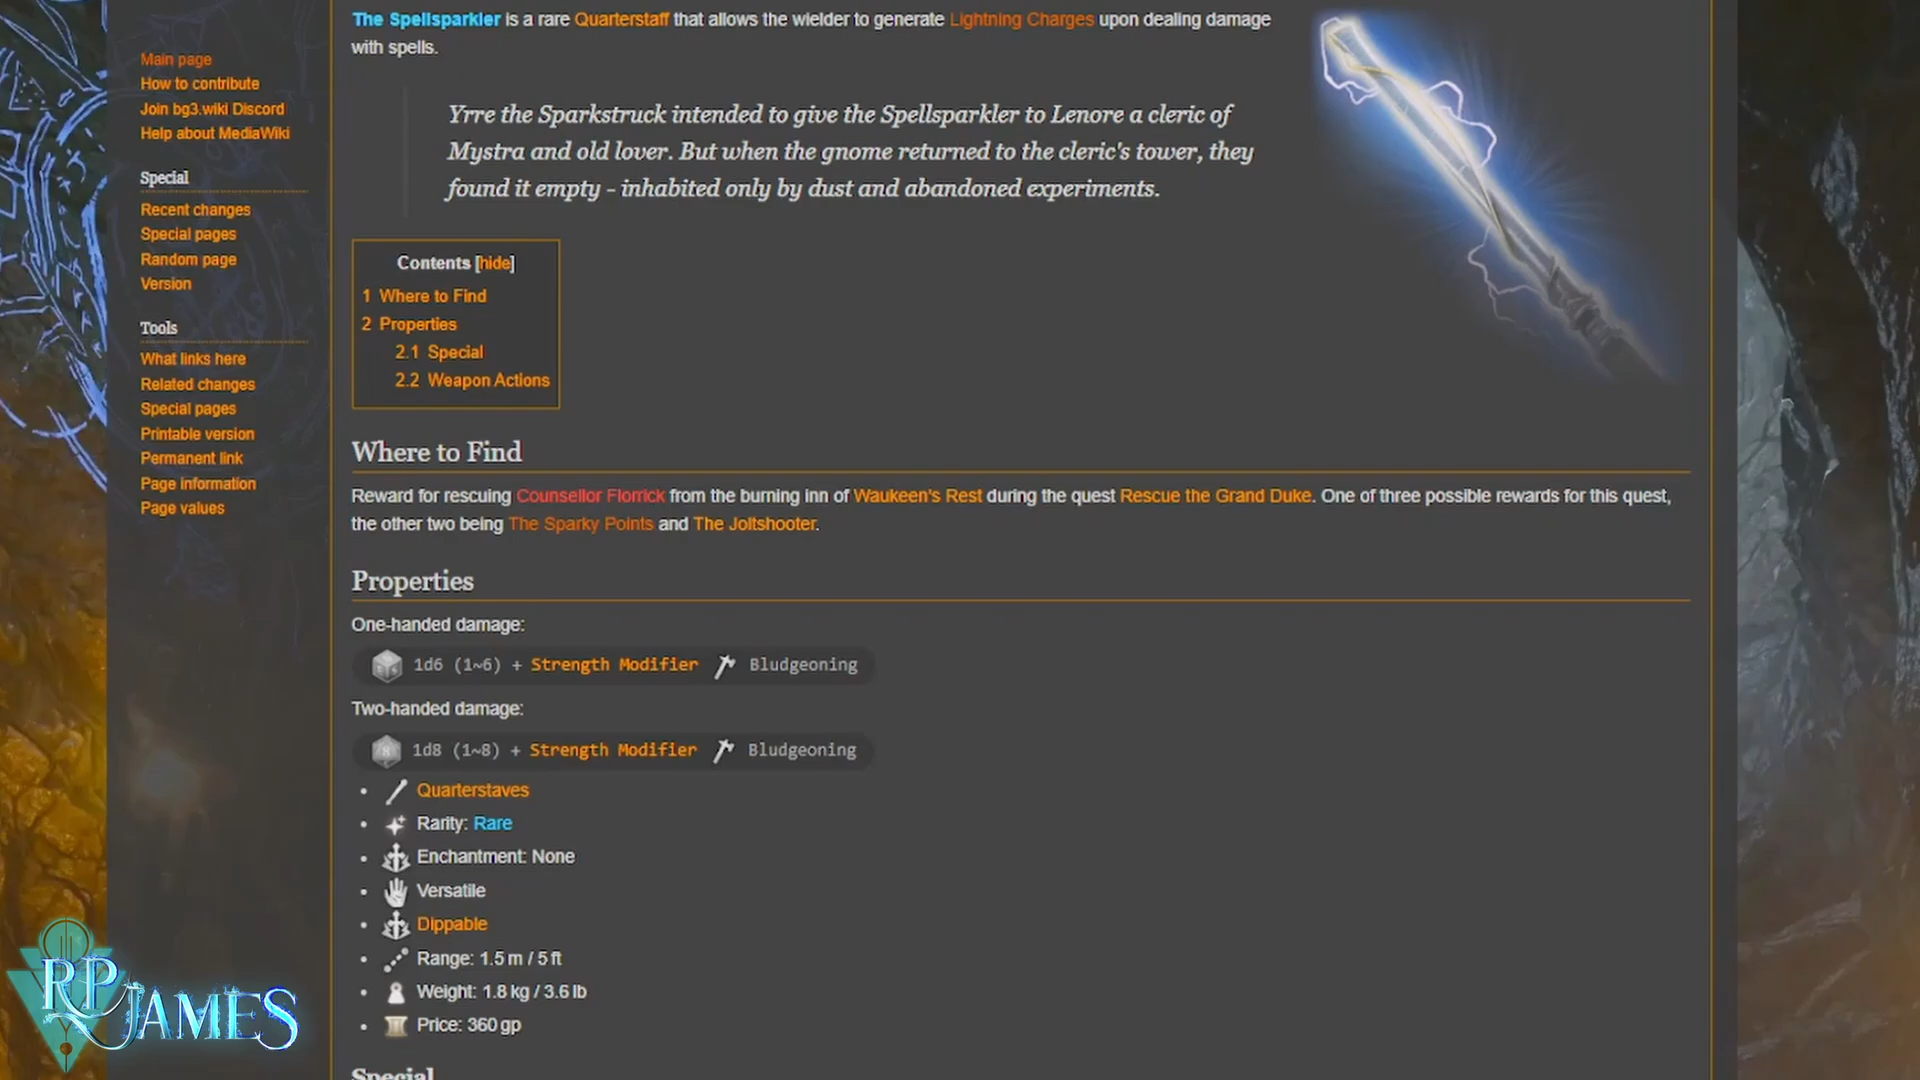 The Spellsparkler is a rare Quarterstaff that allows the wielder to generate Lightning Charges upon dealing damage
with spells.
Yrre the Sparkstruck intended to give the Spellsparkler to Lenore a cleric of
Mystra and old lover. But when the gnome returned to the cleric's tower, they
found it empty - inhabited only by dust and abandoned experiments.
Main page
How to contribute
Join bg3.wiki Discord
Help about MediaWiki
Special
Recent changes
Special pages
Random page
Version
Tools
What links here
Related changes
Special pages
Printable version
Permanent link
Page information
Page values
Contents [hide]
1 Where to Find
2 Properties
2.1 Special
2.2 Weapon Actions
Where to Find
Reward for rescuing Counsellor Florrick from the burning inn of Waukeen's Rest during the quest Rescue the Grand Duke. One of three possible rewards for this quest,
the other two being The Sparky Points and The Joltshooter.
Properties
One-handed damage:
1d6 (1~6) + Strength Modifier Bludgeoning
Two-handed damage:
1d8 (1~8) + Strength Modifier Bludgeoning
Quarterstaves
Rarity: Rare
Enchantment: None
Versatile
Dippable
Range: 1.5 m / 5 ft
Weight: 1.8 kg / 3.6 lb
Price: 360 gp
Special
RPJAMES